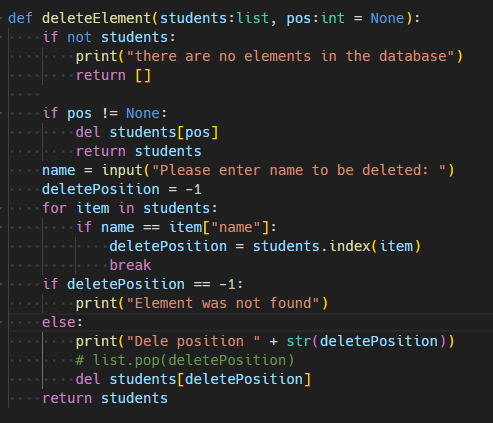 def deleteElement(students:list, pos:int = None):
    if not students:
        print("there are no elements in the database")
        return []

    if pos != None:
        del students[pos]
        return students
    name = input("Please enter name to be deleted: ")
    deletePosition = -1
    for item in students:
        if name == item["name"]:
            deletePosition = students.index(item)
            break
    if deletePosition == -1:
        print("Element was not found")
    else:
        print("Dele position " + str(deletePosition))
        # list.pop(deletePosition)
        del students[deletePosition]
    return students